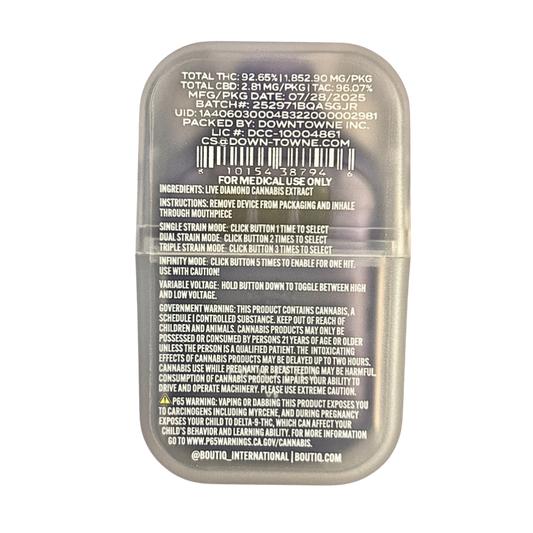 TOTAL THC: 92.65% | 1,852.90 MG/PKG
TOTAL CBD: 2.81 MG/PKG | TAC: 96.07%
MFG/PKG DATE: 07/28/2025
BATCH#: 252971BQASGJR
UID: 1A406030004B322000002981
PACKED BY: DOWNTOWNE INC.
LIC #: DCC-10004861
CS@DOWN-TOWNE.COM
8 10154 38794 6
FOR MEDICAL USE ONLY
INGREDIENTS: LIVE DIAMOND CANNABIS EXTRACT
INSTRUCTIONS: REMOVE DEVICE FROM PACKAGING AND INHALE
THROUGH MOUTHPIECE
SINGLE STRAIN MODE: CLICK BUTTON 1 TIME TO SELECT
DUAL STRAIN MODE: CLICK BUTTON 2 TIMES TO SELECT
TRIPLE STRAIN MODE: CLICK BUTTON 3 TIMES TO SELECT
INFINITY MODE: CLICK BUTTON 5 TIMES TO ENABLE FOR ONE HIT.
USE WITH CAUTION!
VARIABLE VOLTAGE: HOLD BUTTON DOWN TO TOGGLE BETWEEN HIGH
AND LOW VOLTAGE.
GOVERNMENT WARNING: THIS PRODUCT CONTAINS CANNABIS, A
SCHEDULE I CONTROLLED SUBSTANCE. KEEP OUT OF REACH OF
CHILDREN AND ANIMALS. CANNABIS PRODUCTS MAY ONLY BE
POSSESSED OR CONSUMED BY PERSONS 21 YEARS OF AGE OR OLDER
UNLESS THE PERSON IS A QUALIFIED PATIENT. THE INTOXICATING
EFFECTS OF CANNABIS PRODUCTS MAY BE DELAYED UP TO TWO HOURS.
CANNABIS USE WHILE PREGNANT OR BREASTFEEDING MAY BE HARMFUL.
CONSUMPTION OF CANNABIS PRODUCTS IMPAIRS YOUR ABILITY TO
DRIVE AND OPERATE MACHINERY. PLEASE USE EXTREME CAUTION.
P65 WARNING: VAPING OR DABBING THIS PRODUCT EXPOSES YOU
TO CARCINOGENS INCLUDING MYRCENE, AND DURING PREGNANCY
EXPOSES YOUR CHILD TO DELTA-9-THC, WHICH CAN AFFECT YOUR
CHILD'S BEHAVIOR AND LEARNING ABILITY. FOR MORE INFORMATION
GO TO WWW.P65WARNINGS.CA.GOV/CANNABIS.
@BOUTIQ_INTERNATIONAL | BOUTIQ.COM